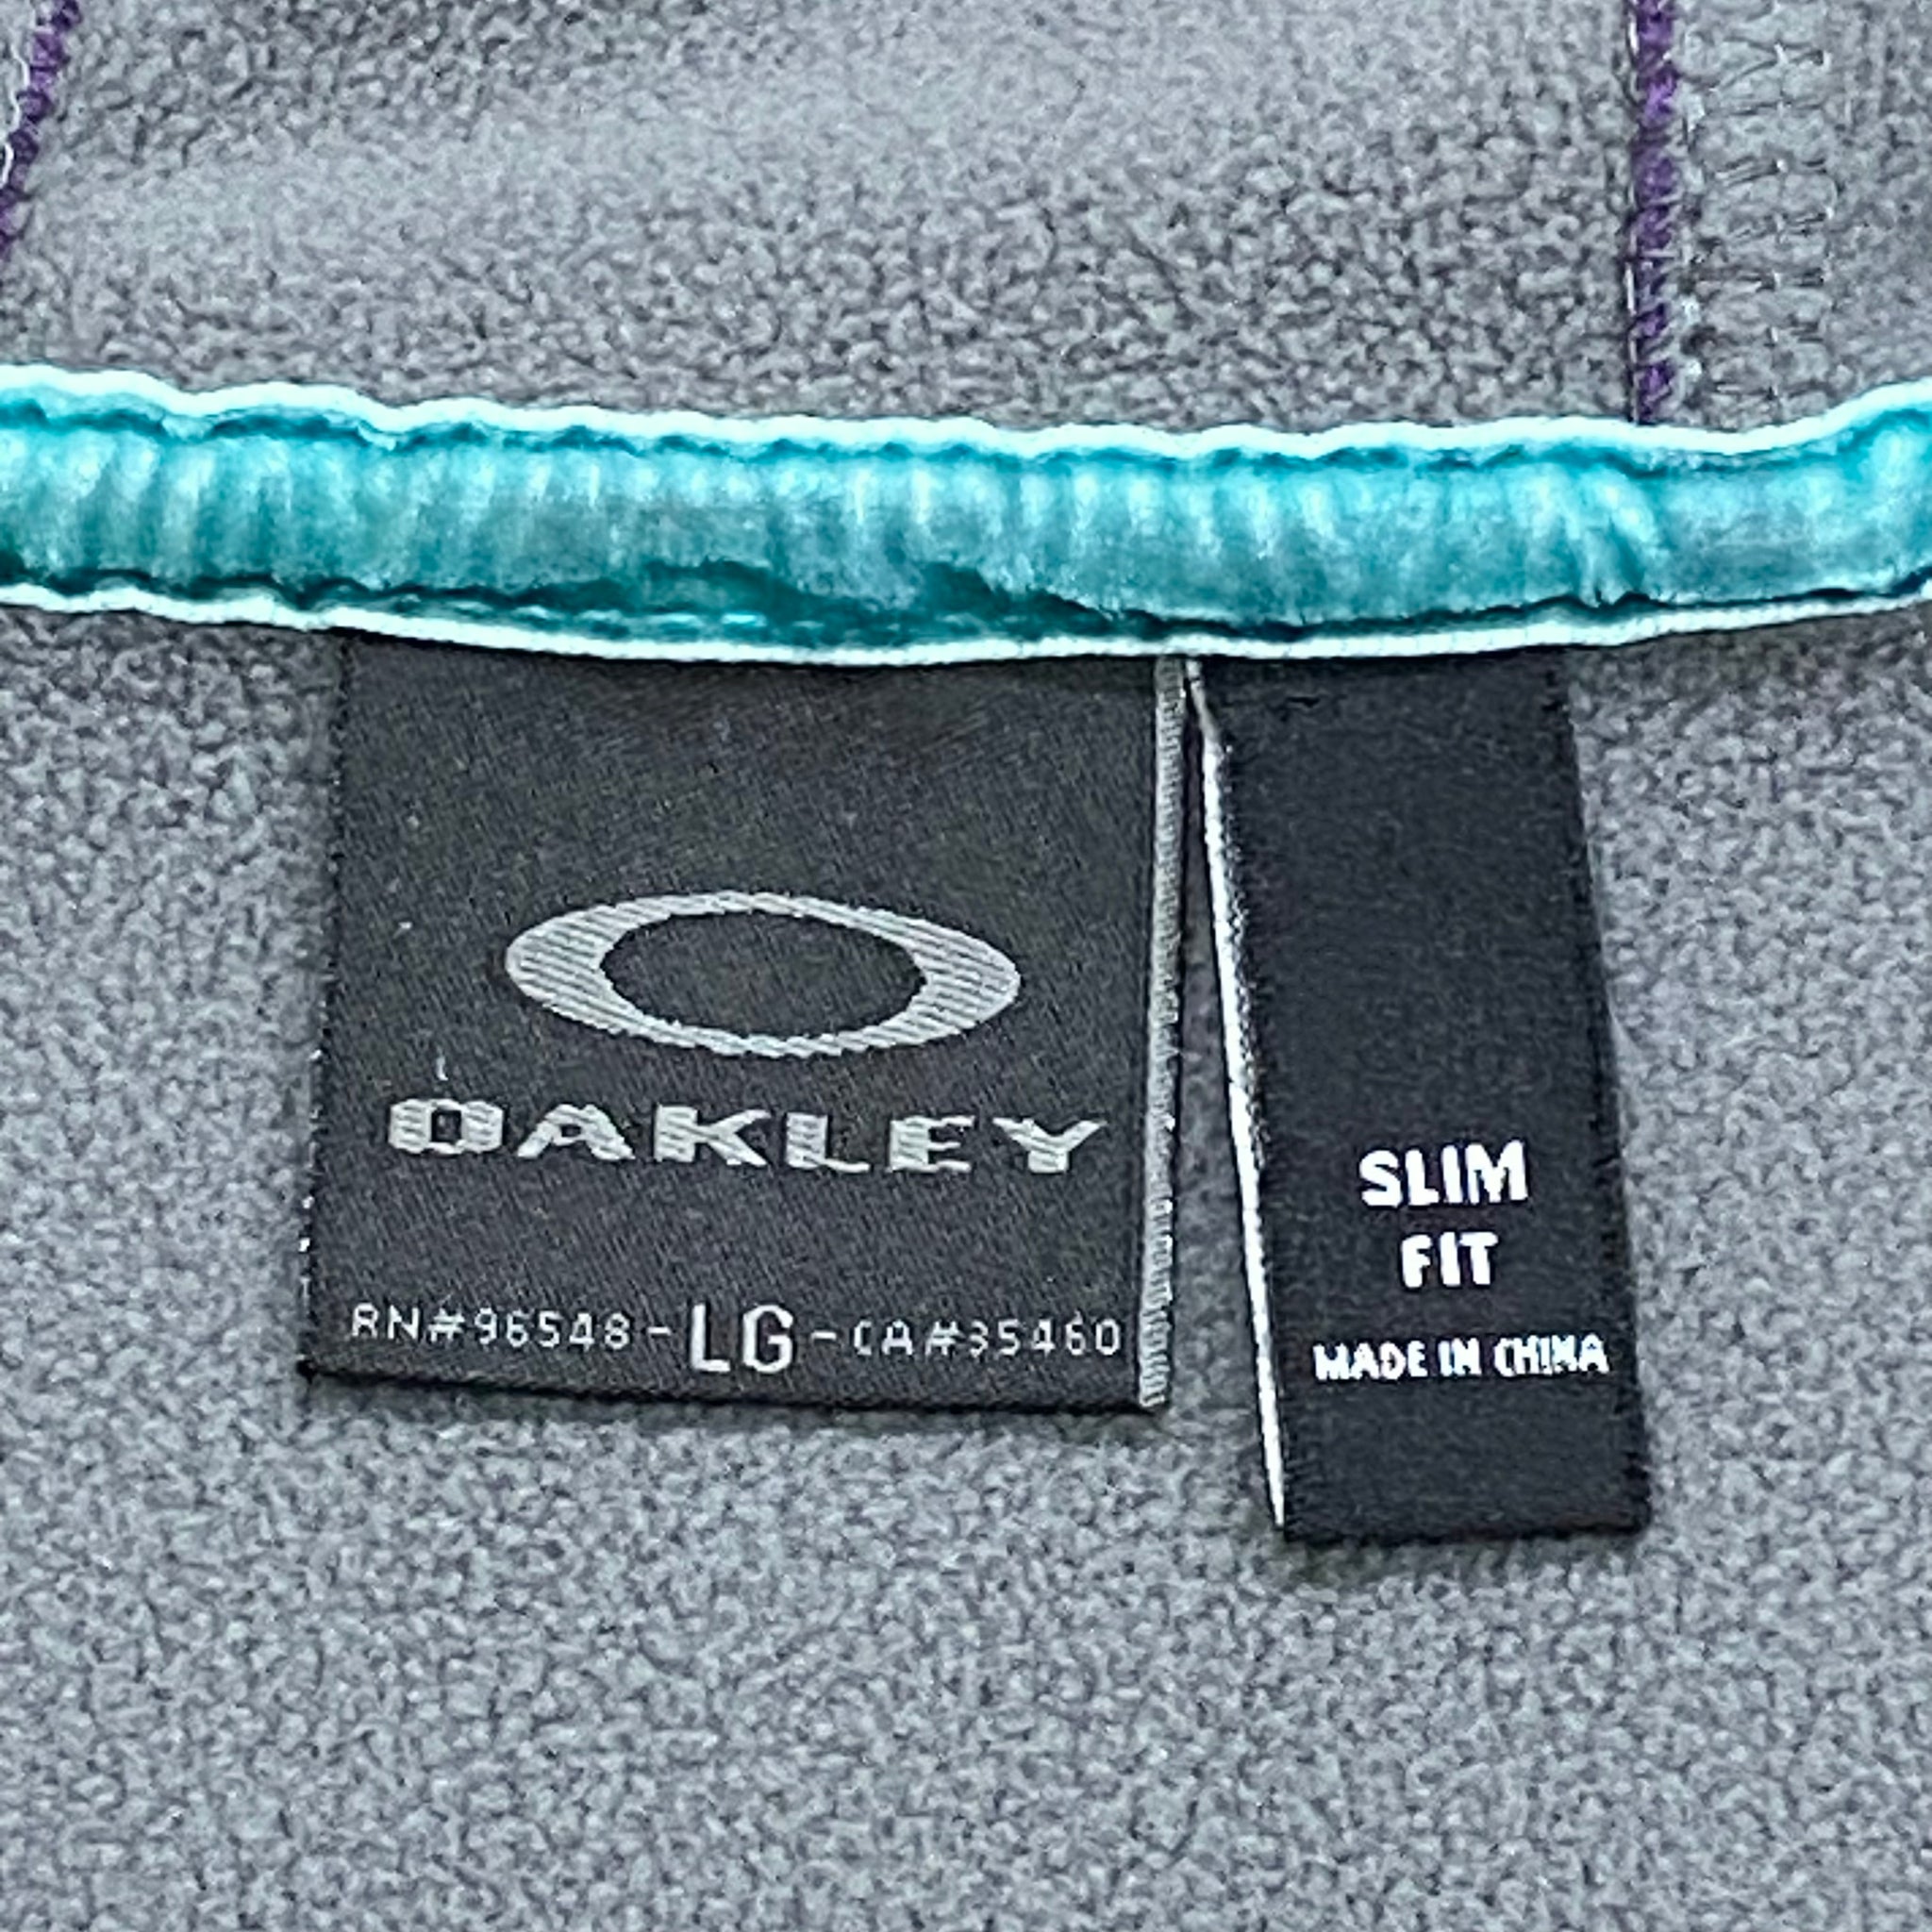 OAKLEY
RN#96548-LG-CA#35460
SLIM
FIT
MADE IN CHINA